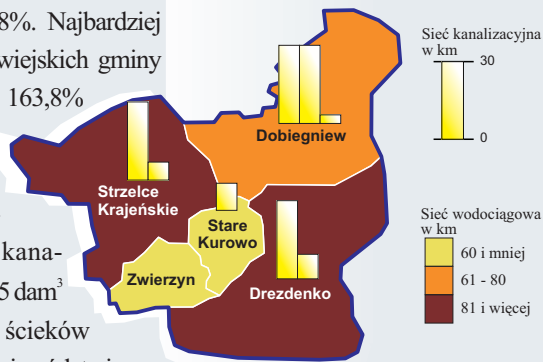 8%. Najbardziej
wiejskich gminy
163,8%
kana-
5 dam³
ścieków
Sieć kanalizacyjna
w km
30
0
Dobiegniew
Strzelce
Krajeńskie
Stare
Kurowo
Zwierzyn
Drezdenko
Sieć wodociągowa
w km
60 i mniej
61 - 80
81 i więcej